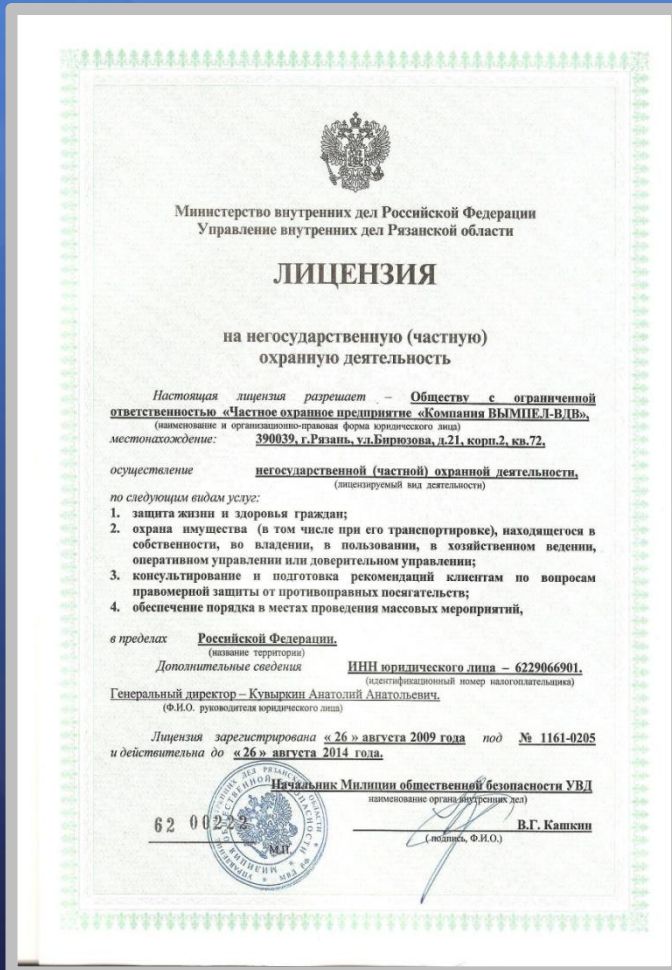 Министерство внутренних дел Российской Федерации
Управление внутренних дел Рязанской области
ЛИЦЕНЗИЯ
на негосударственную (частную)
охранную деятельность
Настоящая лицензия разрешает – Обществу с ограниченной
ответственностью «Частное охранное предприятие «Компания ВЫМПЕЛ-ВДВ»,
(наименование и организационно-правовая форма юридического лица)
местонахождение: 390039, г.Рязань, ул.Бирюзова, д.21, корп.2, кв.72,
осуществление негосударственной (частной) охранной деятельности,
(лицензируемый вид деятельности)
по следующим видам услуг:
1. защита жизни и здоровья граждан;
2. охрана имущества (в том числе при его транспортировке), находящегося в
собственности, во владении, в пользовании, в хозяйственном ведении,
оперативном управлении или доверительном управлении;
3. консультирование и подготовка рекомендаций клиентам по вопросам
правомерной защиты от противоправных посягательств;
4. обеспечение порядка в местах проведения массовых мероприятий,
в пределах Российской Федерации.
(название территории)
Дополнительные сведения ИНН юридического лица – 6229066901.
(идентификационный номер налогоплательщика)
Генеральный директор – Кувыркин Анатолий Анатольевич.
(Ф.И.О. руководителя юридического лица)
Лицензия зарегистрирована « 26 » августа 2009 года под № 1161-0205
и действительна до « 26 » августа 2014 года.
Начальник Милиции общественной безопасности УВД
наименование органа внутренних дел)
62 00222
В.Г. Кашкин
М.П.
( подпись, Ф.И.О.)